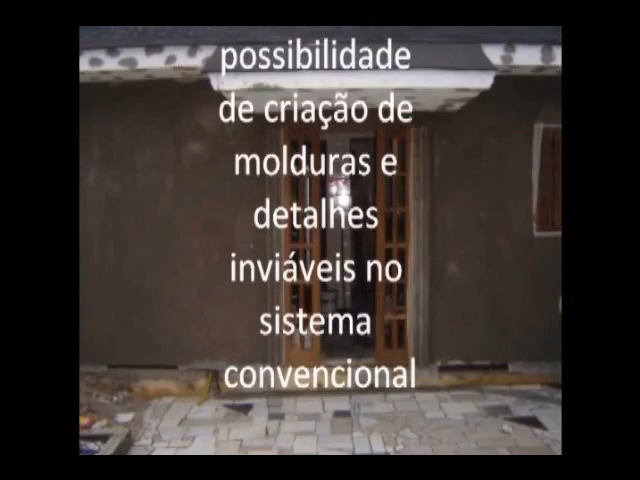 possibilidade
de criação de
molduras e
detalhes
inviáveis no
sistema
convencional